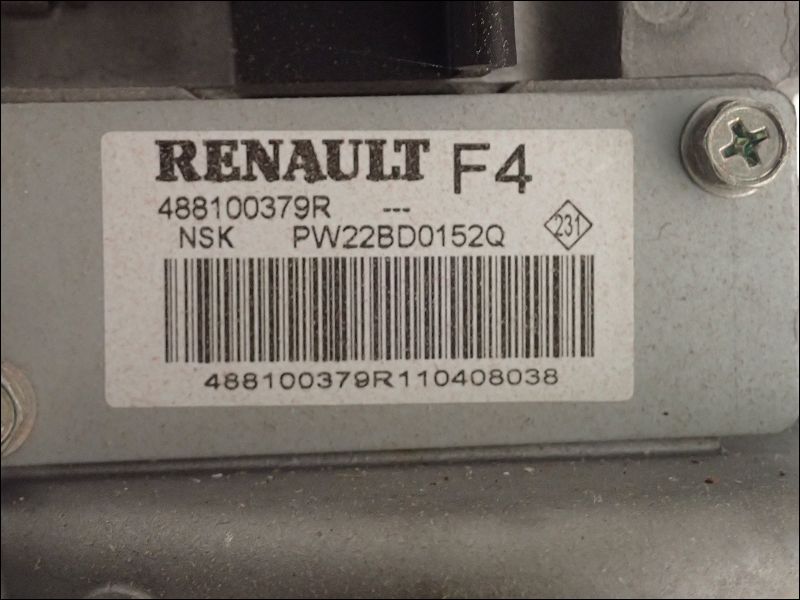 RENAULT F4
488100379R ---
NSK PW22BD0152Q 231
488100379R110408038